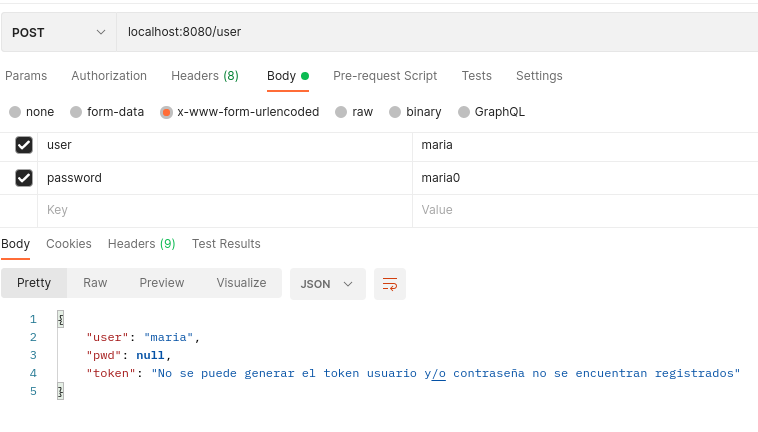 POST localhost:8080/user
Params Authorization Headers (8) Body Pre-request Script Tests Settings
none form-data x-www-form-urlencoded raw binary GraphQL
user maria
password maria0
Key Value
Body Cookies Headers (9) Test Results
Pretty Raw Preview Visualize JSON
1 {
2 "user": "maria",
3 "pwd": null,
4 "token": "No se puede generar el token usuario y/o contraseña no se encuentran registrados"
5 }